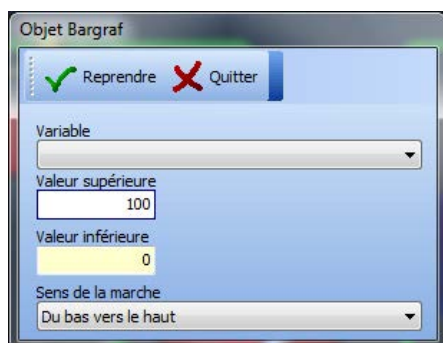 Objet Bargraf
Reprendre Quitter
Variable
Valeur supérieure
100
Valeur inférieure
0
Sens de la marche
Du bas vers le haut